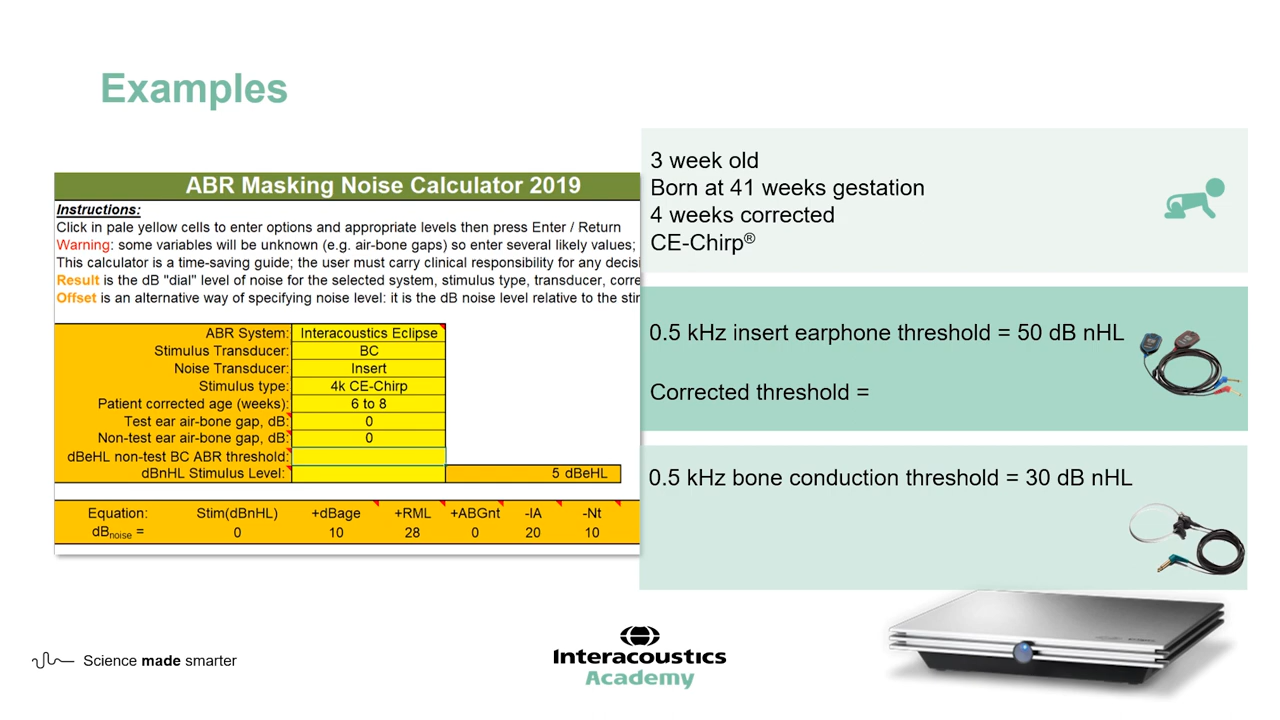 Examples
ABR Masking Noise Calculator 2019
Instructions:
Click in pale yellow cells to enter options and appropriate levels then press Enter / Return
Warning: some variables will be unknown (e.g. air-bone gaps) so enter several likely values;
This calculator is a time-saving guide; the user must carry clinical responsibility for any decisi
Result is the dB "dial" level of noise for the selected system, stimulus type, transducer, corre
Offset is an alternative way of specifying noise level: it is the dB noise level relative to the stir
ABR System: Interacoustics Eclipse
Stimulus Transducer: BC
Noise Transducer: Insert
Stimulus type: 4k CE-Chirp
Patient corrected age (weeks): 6 to 8
Test ear air-bone gap, dB: 0
Non-test ear air-bone gap, dB: 0
dBeHL non-test BC ABR threshold:
dBnHL Stimulus Level: 5 dBeHL
Equation: Stim(dBnHL) +dBage +RML +ABGnt -IA -Nt
dBnoise = 0 10 28 0 20 10
3 week old
Born at 41 weeks gestation
4 weeks corrected
CE-Chirp®
0.5 kHz insert earphone threshold = 50 dB nHL
Corrected threshold =
0.5 kHz bone conduction threshold = 30 dB nHL
Science made smarter
Interacoustics
Academy